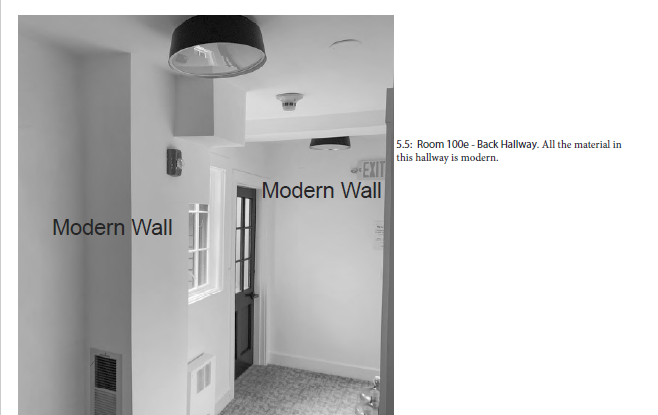 EXIT
Modern Wall
Modern Wall
5.5: Room 100e - Back Hallway. All the material in
this hallway is modern.